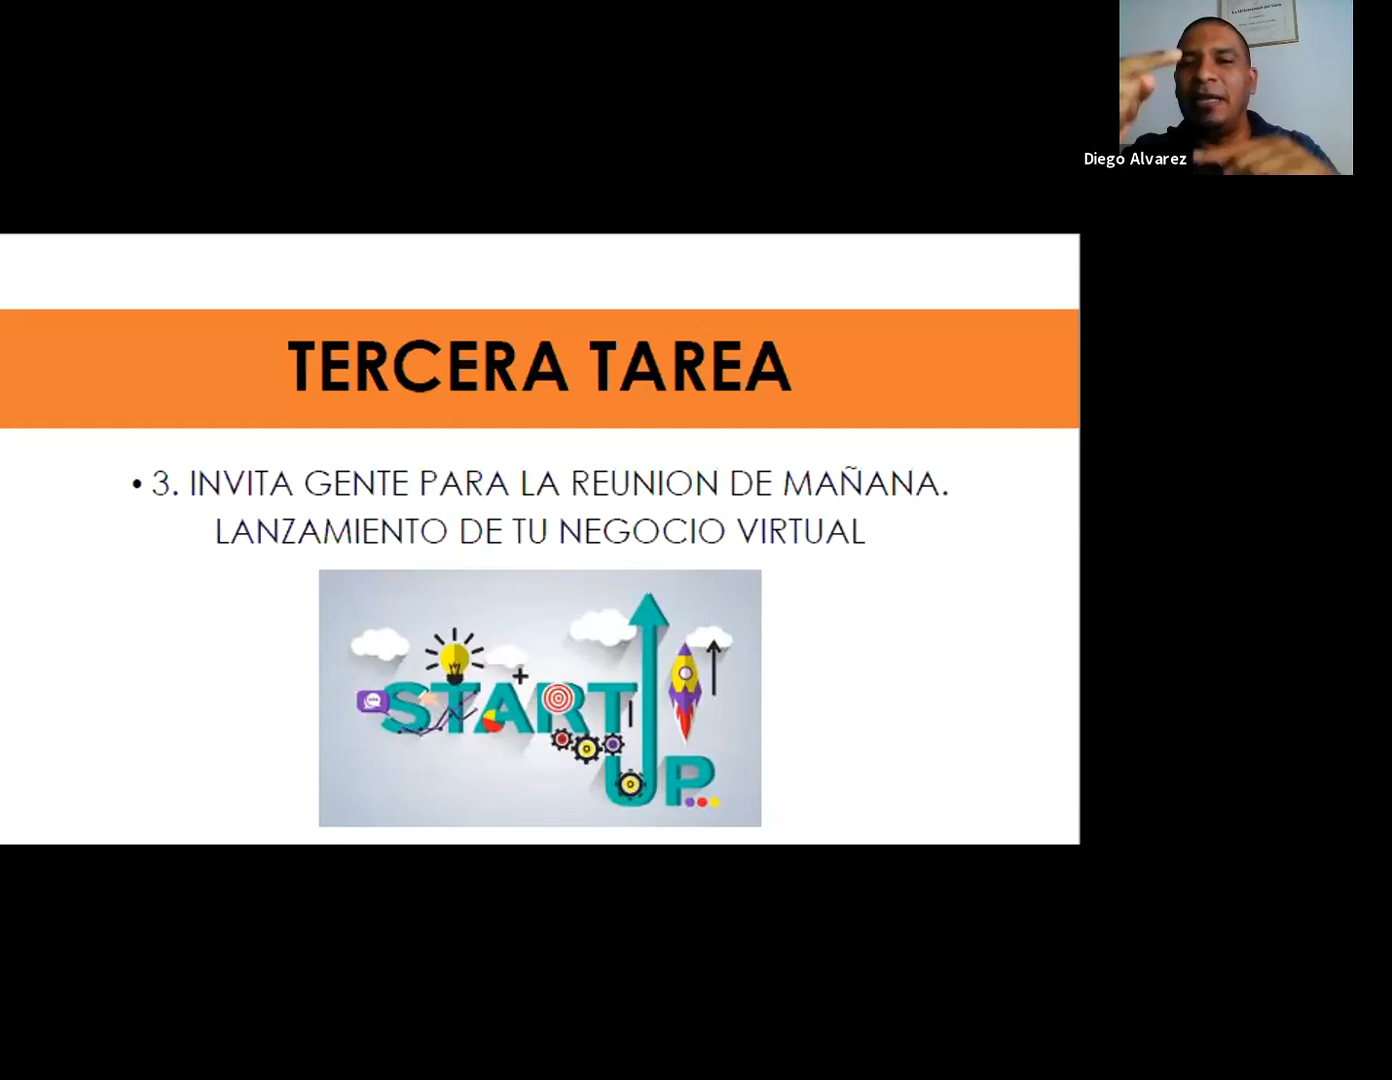 Diego Alvarez
TERCERA TAREA
• 3. INVITA GENTE PARA LA REUNION DE MAÑANA.
LANZAMIENTO DE TU NEGOCIO VIRTUAL
START
UP